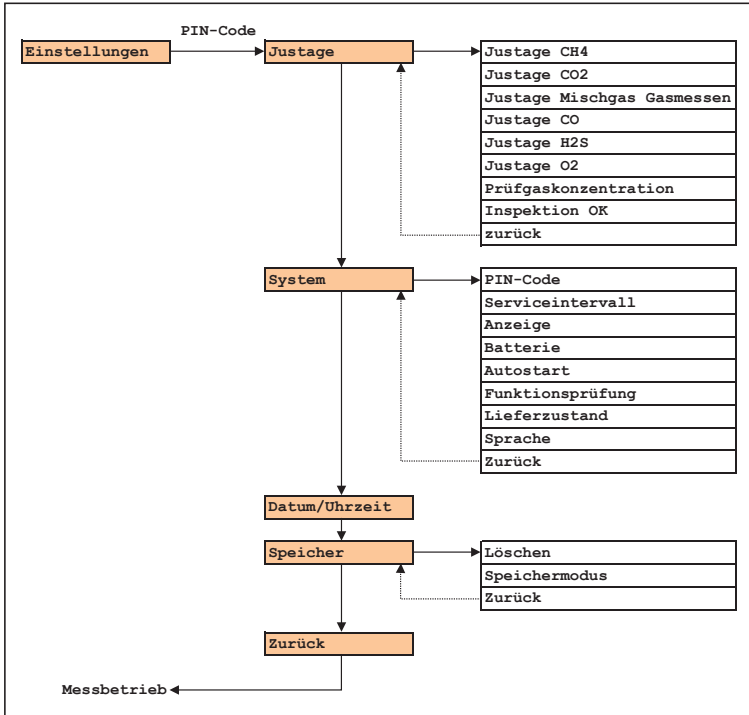 PIN-Code
Einstellungen
Justage
Justage CH4
Justage CO2
Justage Mischgas Gasmessen
Justage CO
Justage H2S
Justage O2
Prüfgaskonzentration
Inspektion OK
zurück
System
PIN-Code
Serviceintervall
Anzeige
Batterie
Autostart
Funktionsprüfung
Lieferzustand
Sprache
Zurück
Datum/Uhrzeit
Speicher
Löschen
Speichermodus
Zurück
Zurück
Messbetrieb